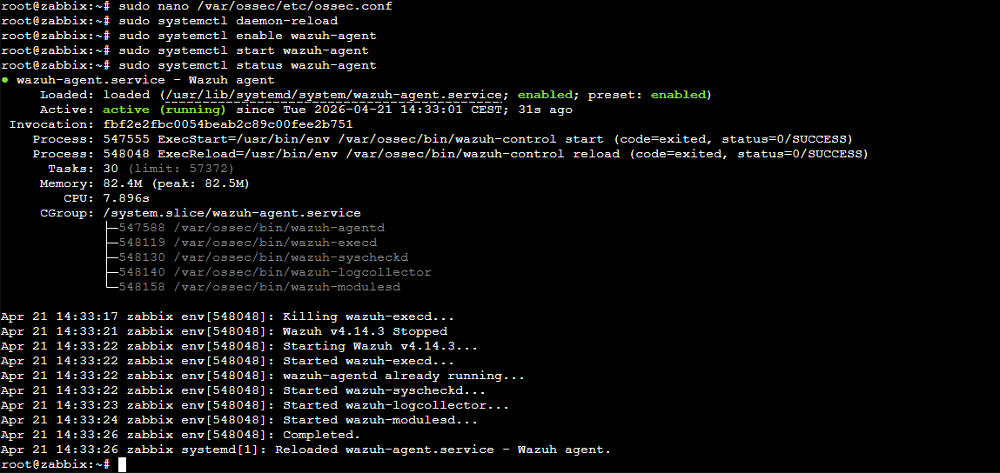 root@zabbix:~# sudo nano /var/ossec/etc/ossec.conf
root@zabbix:~# sudo systemctl daemon-reload
root@zabbix:~# sudo systemctl enable wazuh-agent
root@zabbix:~# sudo systemctl start wazuh-agent
root@zabbix:~# sudo systemctl status wazuh-agent
● wazuh-agent.service - Wazuh agent
     Loaded: loaded (/usr/lib/systemd/system/wazuh-agent.service; enabled; preset: enabled)
     Active: active (running) since Tue 2026-04-21 14:33:01 CEST; 31s ago
 Invocation: fbf2e2fbc0054beab2c89c00fee2b751
    Process: 547555 ExecStart=/usr/bin/env /var/ossec/bin/wazuh-control start (code=exited, status=0/SUCCESS)
    Process: 548048 ExecReload=/usr/bin/env /var/ossec/bin/wazuh-control reload (code=exited, status=0/SUCCESS)
      Tasks: 30 (limit: 57372)
     Memory: 82.4M (peak: 82.5M)
        CPU: 7.896s
     CGroup: /system.slice/wazuh-agent.service
             ├─547588 /var/ossec/bin/wazuh-agentd
             ├─548119 /var/ossec/bin/wazuh-execd
             ├─548130 /var/ossec/bin/wazuh-syscheckd
             ├─548140 /var/ossec/bin/wazuh-logcollector
             └─548158 /var/ossec/bin/wazuh-modulesd

Apr 21 14:33:17 zabbix env[548048]: Killing wazuh-execd...
Apr 21 14:33:21 zabbix env[548048]: Wazuh v4.14.3 Stopped
Apr 21 14:33:22 zabbix env[548048]: Starting Wazuh v4.14.3...
Apr 21 14:33:22 zabbix env[548048]: Started wazuh-execd...
Apr 21 14:33:22 zabbix env[548048]: wazuh-agentd already running...
Apr 21 14:33:22 zabbix env[548048]: Started wazuh-syscheckd...
Apr 21 14:33:23 zabbix env[548048]: Started wazuh-logcollector...
Apr 21 14:33:24 zabbix env[548048]: Started wazuh-modulesd...
Apr 21 14:33:26 zabbix env[548048]: Completed.
Apr 21 14:33:26 zabbix systemd[1]: Reloaded wazuh-agent.service - Wazuh agent.
root@zabbix:~#